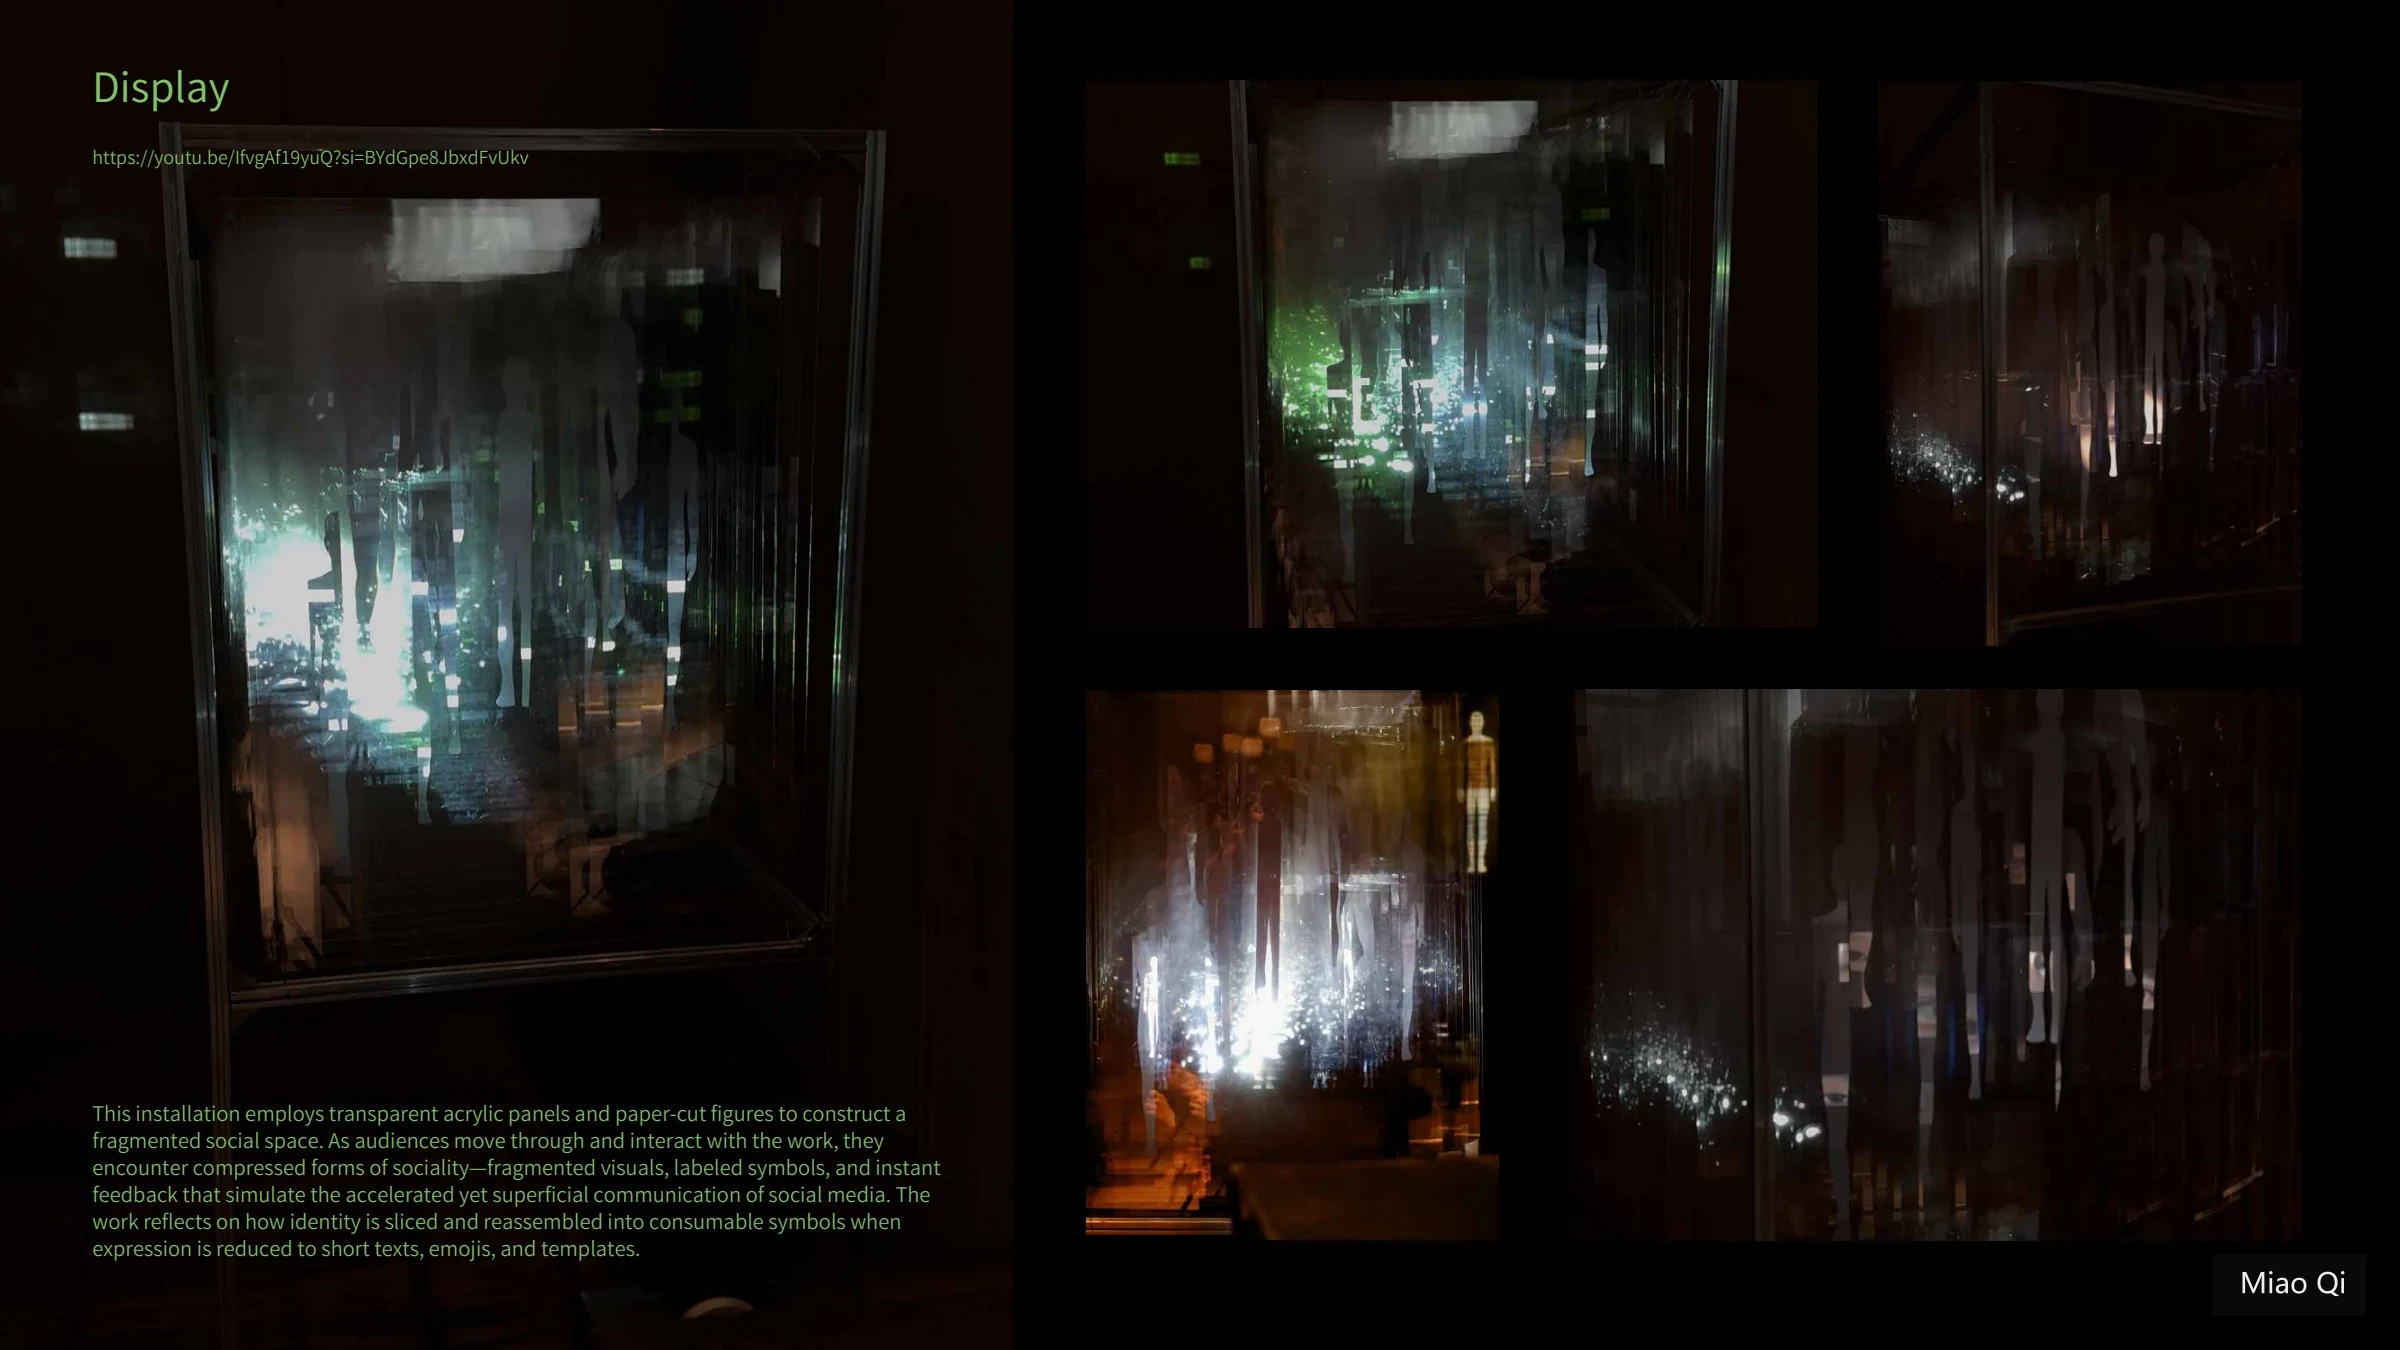 Display
https://youtu.be/IfvgAf19yuQ?si=BYdGpe8JbxdFvUkv
This installation employs transparent acrylic panels and paper-cut figures to construct a
fragmented social space. As audiences move through and interact with the work, they
encounter compressed forms of sociality—fragmented visuals, labeled symbols, and instant
feedback that simulate the accelerated yet superficial communication of social media. The
work reflects on how identity is sliced and reassembled into consumable symbols when
expression is reduced to short texts, emojis, and templates.
Miao Qi